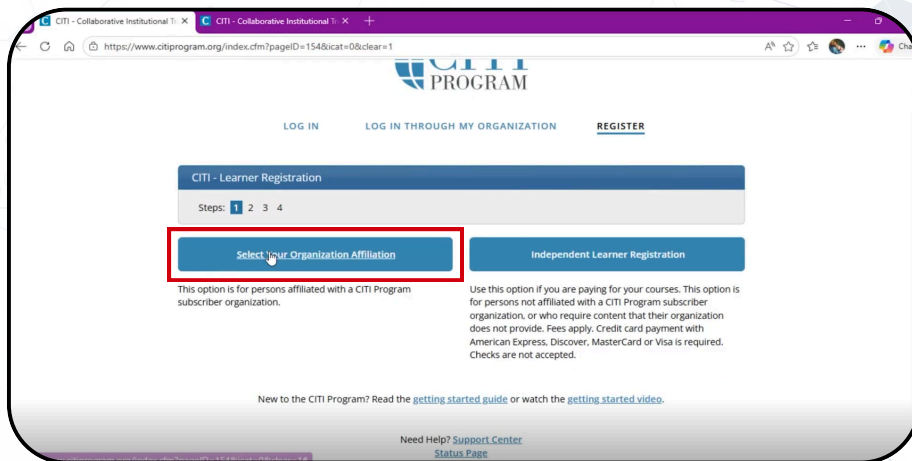 CITI - Collaborative Institutional Tr
CITI - Collaborative Institutional Tr
https://www.citiprogram.org/index.cfm?pageID=154&icat=0&clear=1
Cha
PROGRAM
LOG IN
LOG IN THROUGH MY ORGANIZATION
REGISTER
CITI - Learner Registration
Steps: 1 2 3 4
Select Your Organization Affiliation
Independent Learner Registration
This option is for persons affiliated with a CITI Program
subscriber organization.
Use this option if you are paying for your courses. This option is
for persons not affiliated with a CITI Program subscriber
organization, or who require content that their organization
does not provide. Fees apply. Credit card payment with
American Express, Discover, MasterCard or Visa is required.
Checks are not accepted.
New to the CITI Program? Read the getting started guide or watch the getting started video.
Need Help? Support Center
Status Page